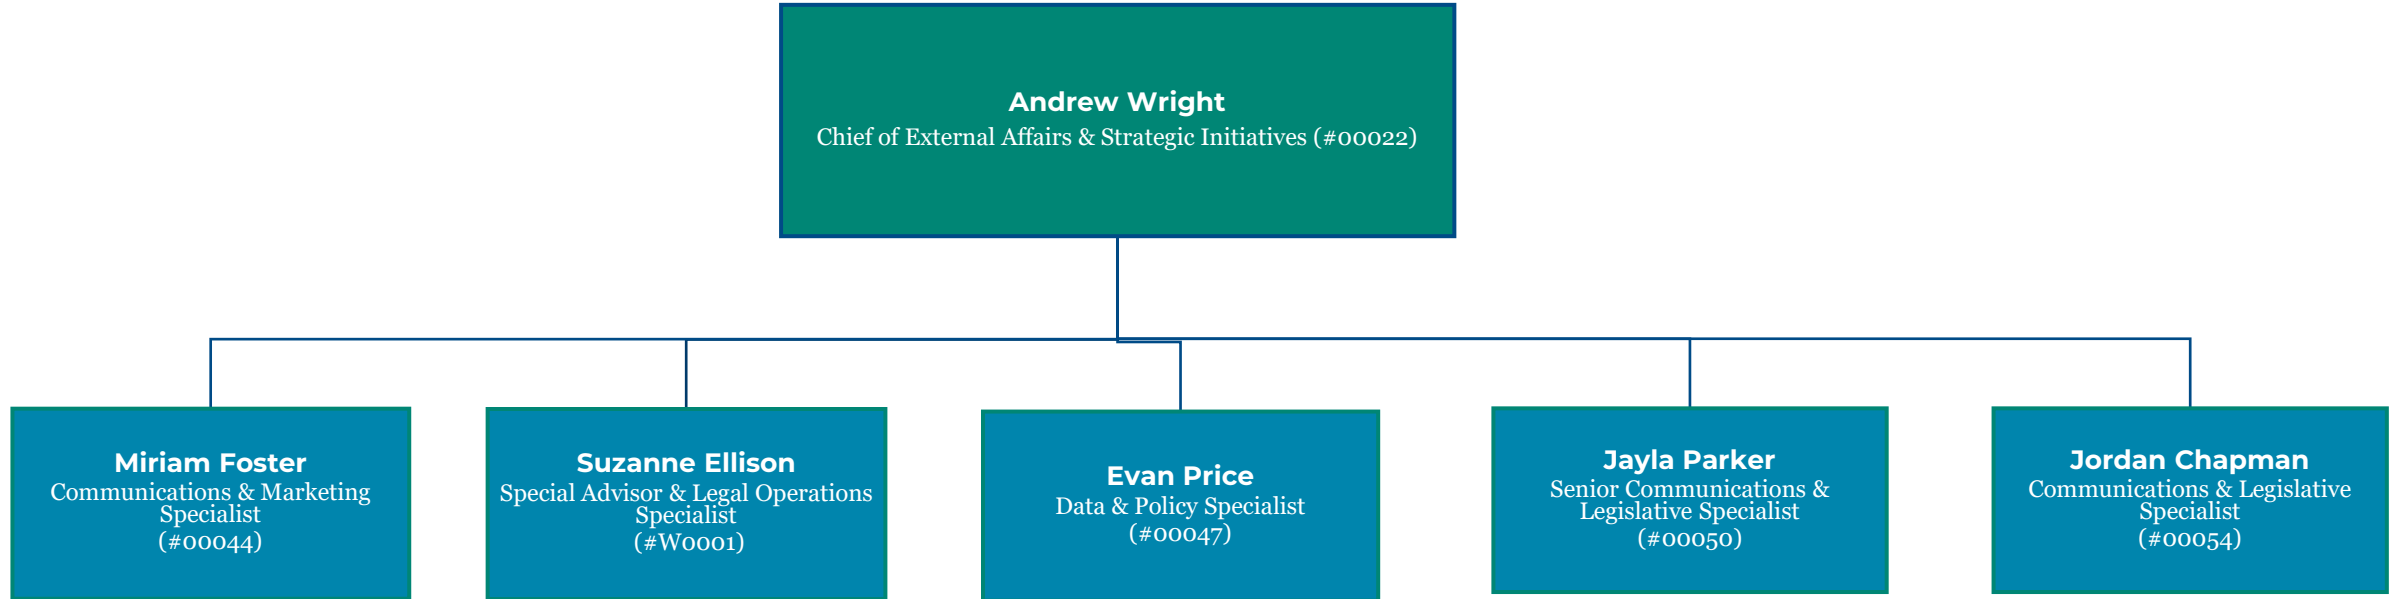 Andrew Wright
Chief of External Affairs & Strategic Initiatives (#00022)
Miriam Foster
Communications & Marketing
Specialist
(#00044)
Suzanne Ellison
Special Advisor & Legal Operations
Specialist
(#W0001)
Evan Price
Data & Policy Specialist
(#00047)
Jayla Parker
Senior Communications &
Legislative Specialist
(#00050)
Jordan Chapman
Communications & Legislative
Specialist
(#00054)